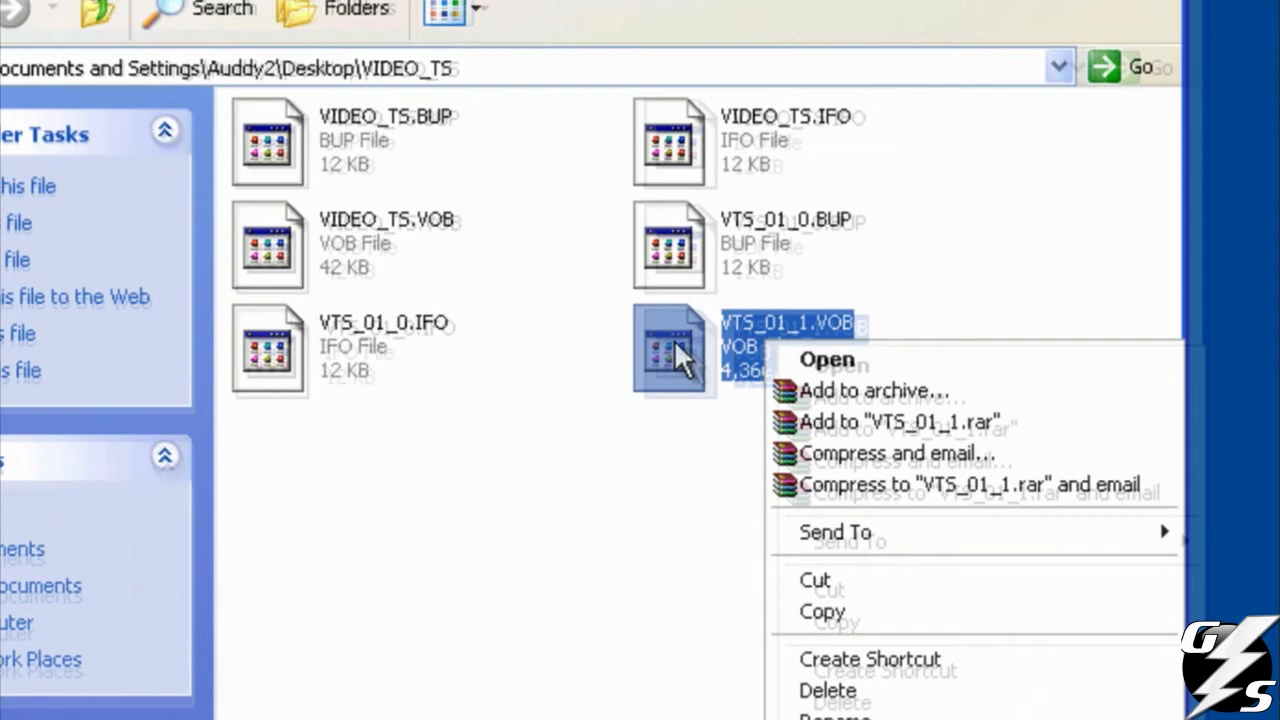 Search
Folders
ocuments and Settings\Auddy2\Desktop\VIDEO_TS
Go
er Tasks
his file
file
file
is file to the Web
s file
s file
s
ments
ocuments
uter
rk Places
VIDEO_TS.BUP
BUP File
12 KB
VIDEO_TS.IFO
IFO File
12 KB
VIDEO_TS.VOB
VOB File
42 KB
VTS_01_0.BUP
BUP File
12 KB
VTS_01_0.IFO
IFO File
12 KB
VTS_01_1.VOB
VOB
4,36
Open
Add to archive...
Add to "VTS_01_1.rar"
Compress and email...
Compress to "VTS_01_1.rar" and email
Send To
Cut
Copy
Create Shortcut
Delete
Rename
G S